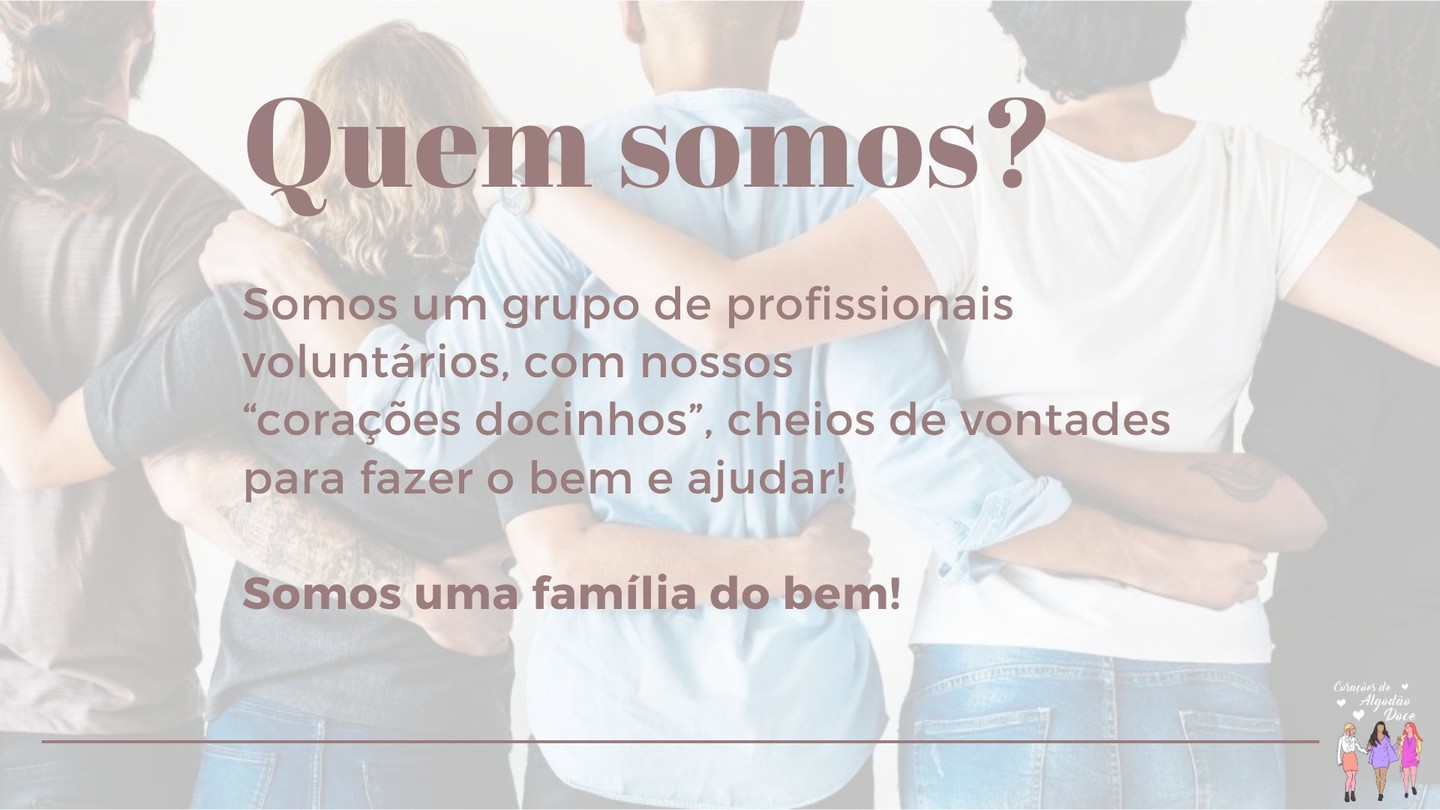 Quem somos?
Somos um grupo de profissionais
voluntários, com nossos
“corações docinhos”, cheios de vontades
para fazer o bem e ajudar!
Somos uma família do bem!
Corações de
Algodão
Doce